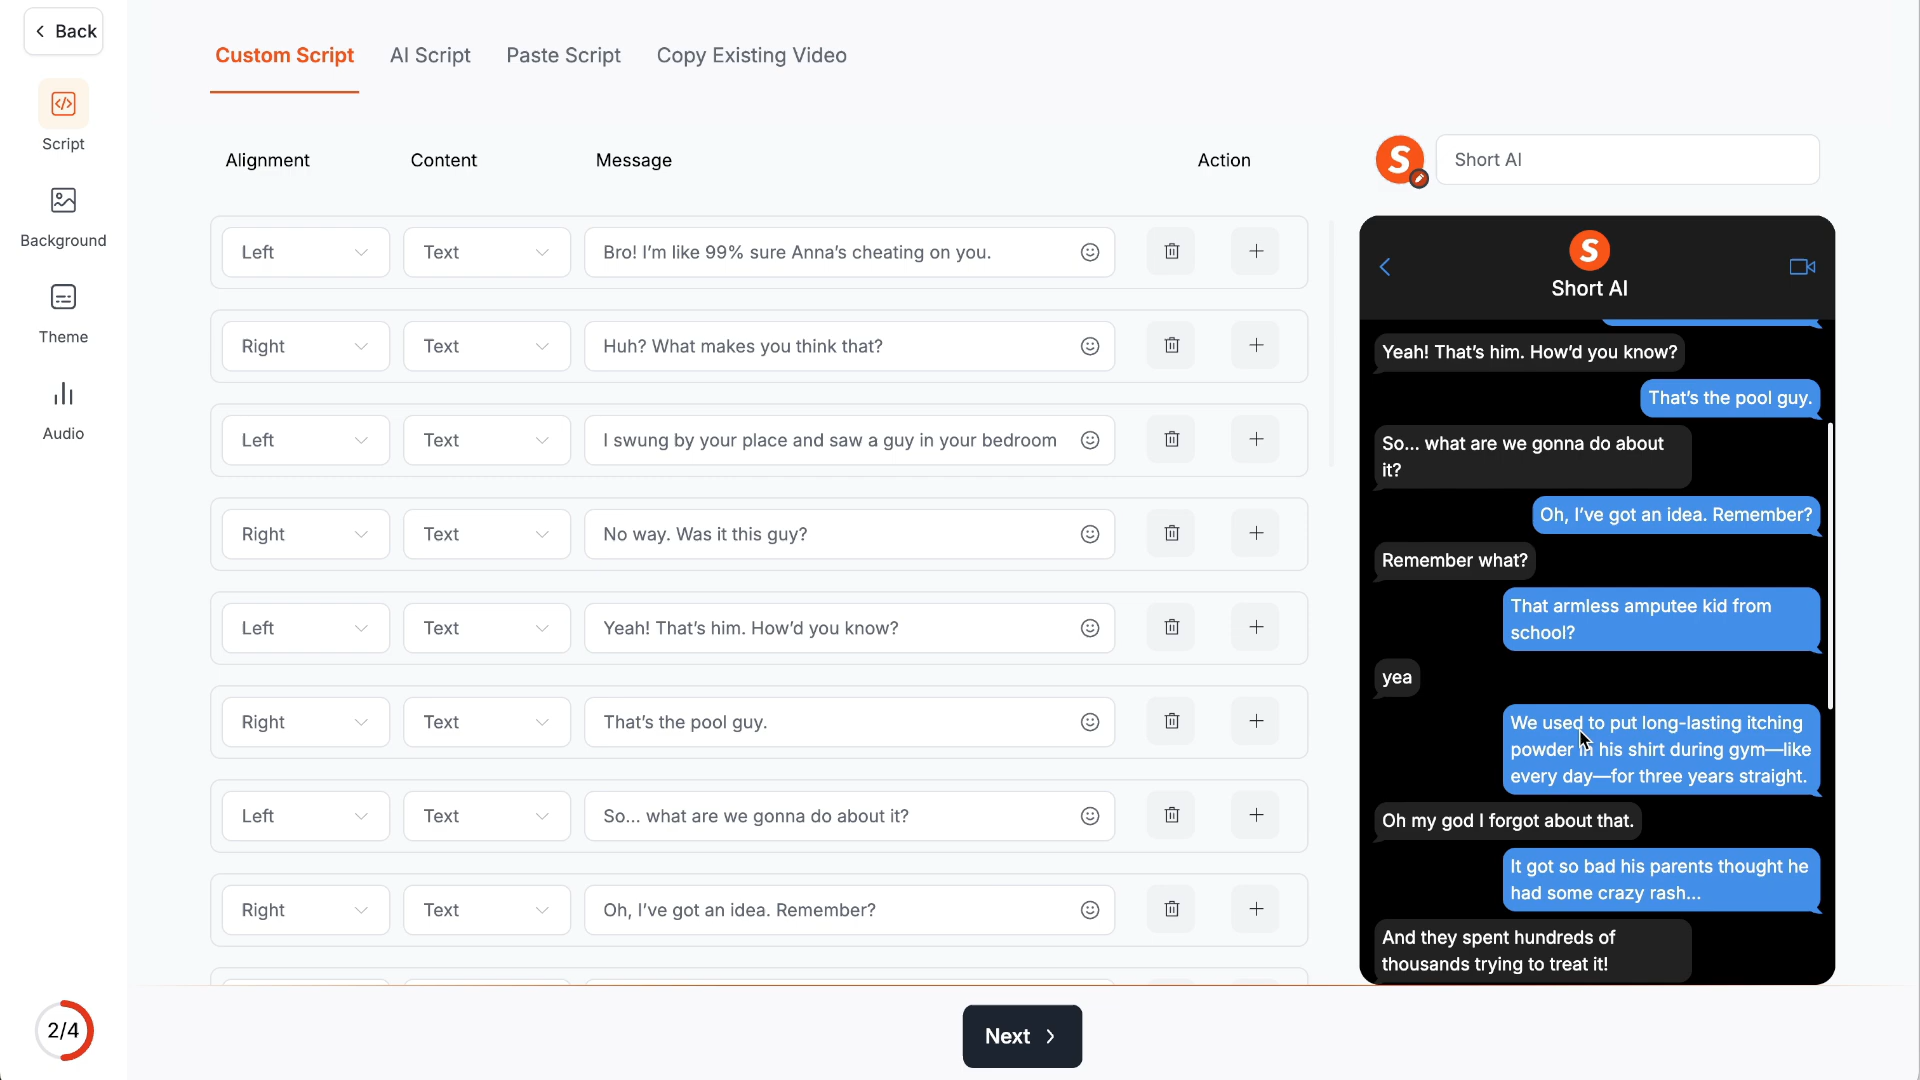 Back
Script
Background
Theme
Audio
2/4
Custom Script
AI Script
Paste Script
Copy Existing Video
Alignment
Content
Message
Action
Left
Text
Bro! I’m like 99% sure Anna’s cheating on you.
Right
Text
Huh? What makes you think that?
Left
Text
I swung by your place and saw a guy in your bedroom
Right
Text
No way. Was it this guy?
Left
Text
Yeah! That’s him. How’d you know?
Right
Text
That’s the pool guy.
Left
Text
So... what are we gonna do about it?
Right
Text
Oh, I’ve got an idea. Remember?
S
Short AI
S
Short AI
Yeah! That’s him. How’d you know?
That’s the pool guy.
So... what are we gonna do about
it?
Oh, I’ve got an idea. Remember?
Remember what?
That armless amputee kid from
school?
yea
We used to put long-lasting itching
powder in his shirt during gym—like
every day—for three years straight.
Oh my god I forgot about that.
It got so bad his parents thought he
had some crazy rash...
And they spent hundreds of
thousands trying to treat it!
Next